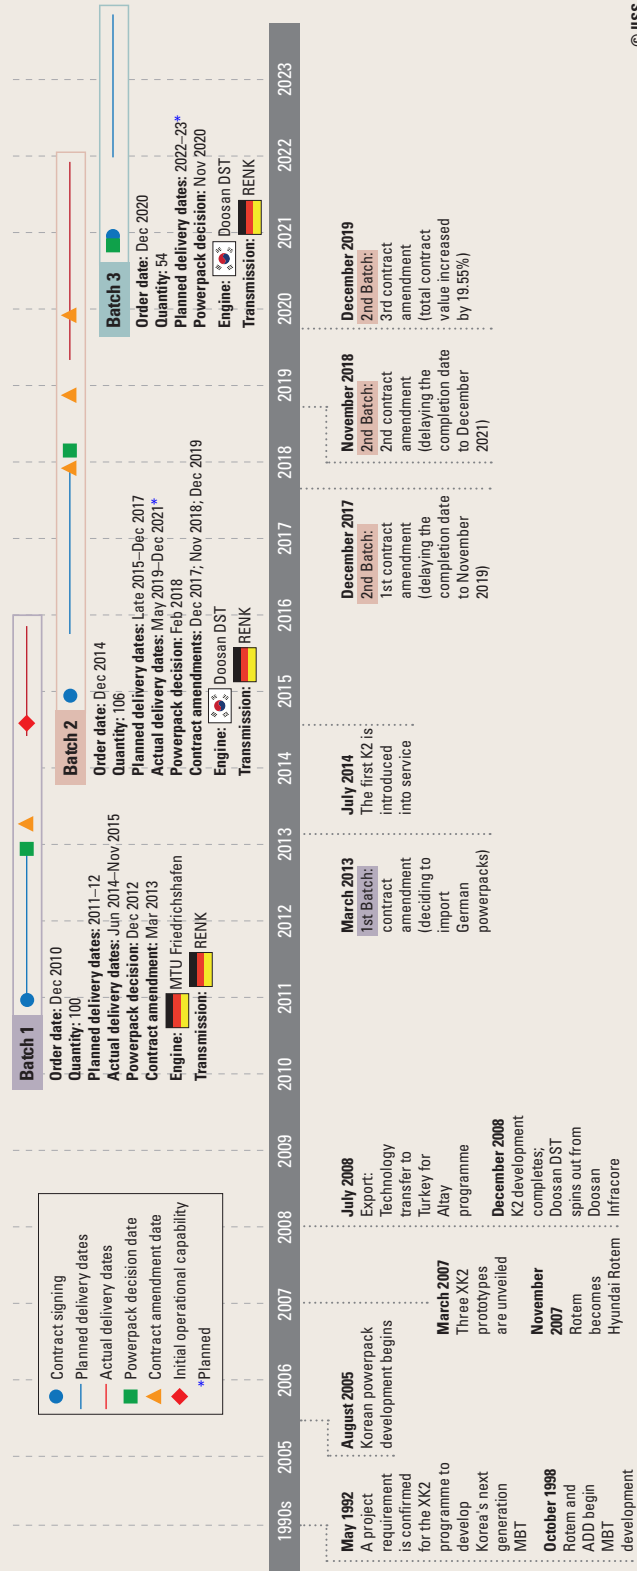 Contract signing
Planned delivery dates
Actual delivery dates
Powerpack decision date
Contract amendment date
Initial operational capability
*Planned
Batch 1
Order date: Dec 2010
Quantity: 100
Planned delivery dates: 2011–12
Actual delivery dates: Jun 2014–Nov 2015
Powerpack decision: Dec 2012
Contract amendment: Mar 2013
Engine: MTU Friedrichshafen
Transmission: RENK
Batch 2
Order date: Dec 2014
Quantity: 106
Planned delivery dates: Late 2015–Dec 2017
Actual delivery dates: May 2019–Dec 2021*
Powerpack decision: Feb 2018
Contract amendments: Dec 2017; Nov 2018; Dec 2019
Engine: Doosan DST
Transmission: RENK
Batch 3
Order date: Dec 2020
Quantity: 54
Planned delivery dates: 2022–23*
Powerpack decision: Nov 2020
Engine: Doosan DST
Transmission: RENK
1990s 2005 2006 2007 2008 2009 2010 2011 2012 2013 2014 2015 2016 2017 2018 2019 2020 2021 2022 2023
May 1992
A project
requirement
is confirmed
for the XK2
programme to
develop
Korea's next
generation
MBT
October 1998
Rotem and
ADD begin
MBT
development
August 2005
Korean powerpack
development begins
March 2007
Three XK2
prototypes
are unveiled
November
2007
Rotem
becomes
Hyundai Rotem
July 2008
Export:
Technology
transfer to
Turkey for
Altay
programme
December 2008
K2 development
completes;
Doosan DST
spins out from
Doosan
Infracore
March 2013
1st Batch:
contract
amendment
(deciding to
import
German
powerpacks)
July 2014
The first K2 is
introduced
into service
December 2017
2nd Batch:
1st contract
amendment
(delaying the
completion date
to November
2019)
November 2018
2nd Batch:
2nd contract
amendment
(delaying the
completion date
to December
2021)
December 2019
2nd Batch:
3rd contract
amendment
(total contract
value increased
by 19.55%)
© IISS